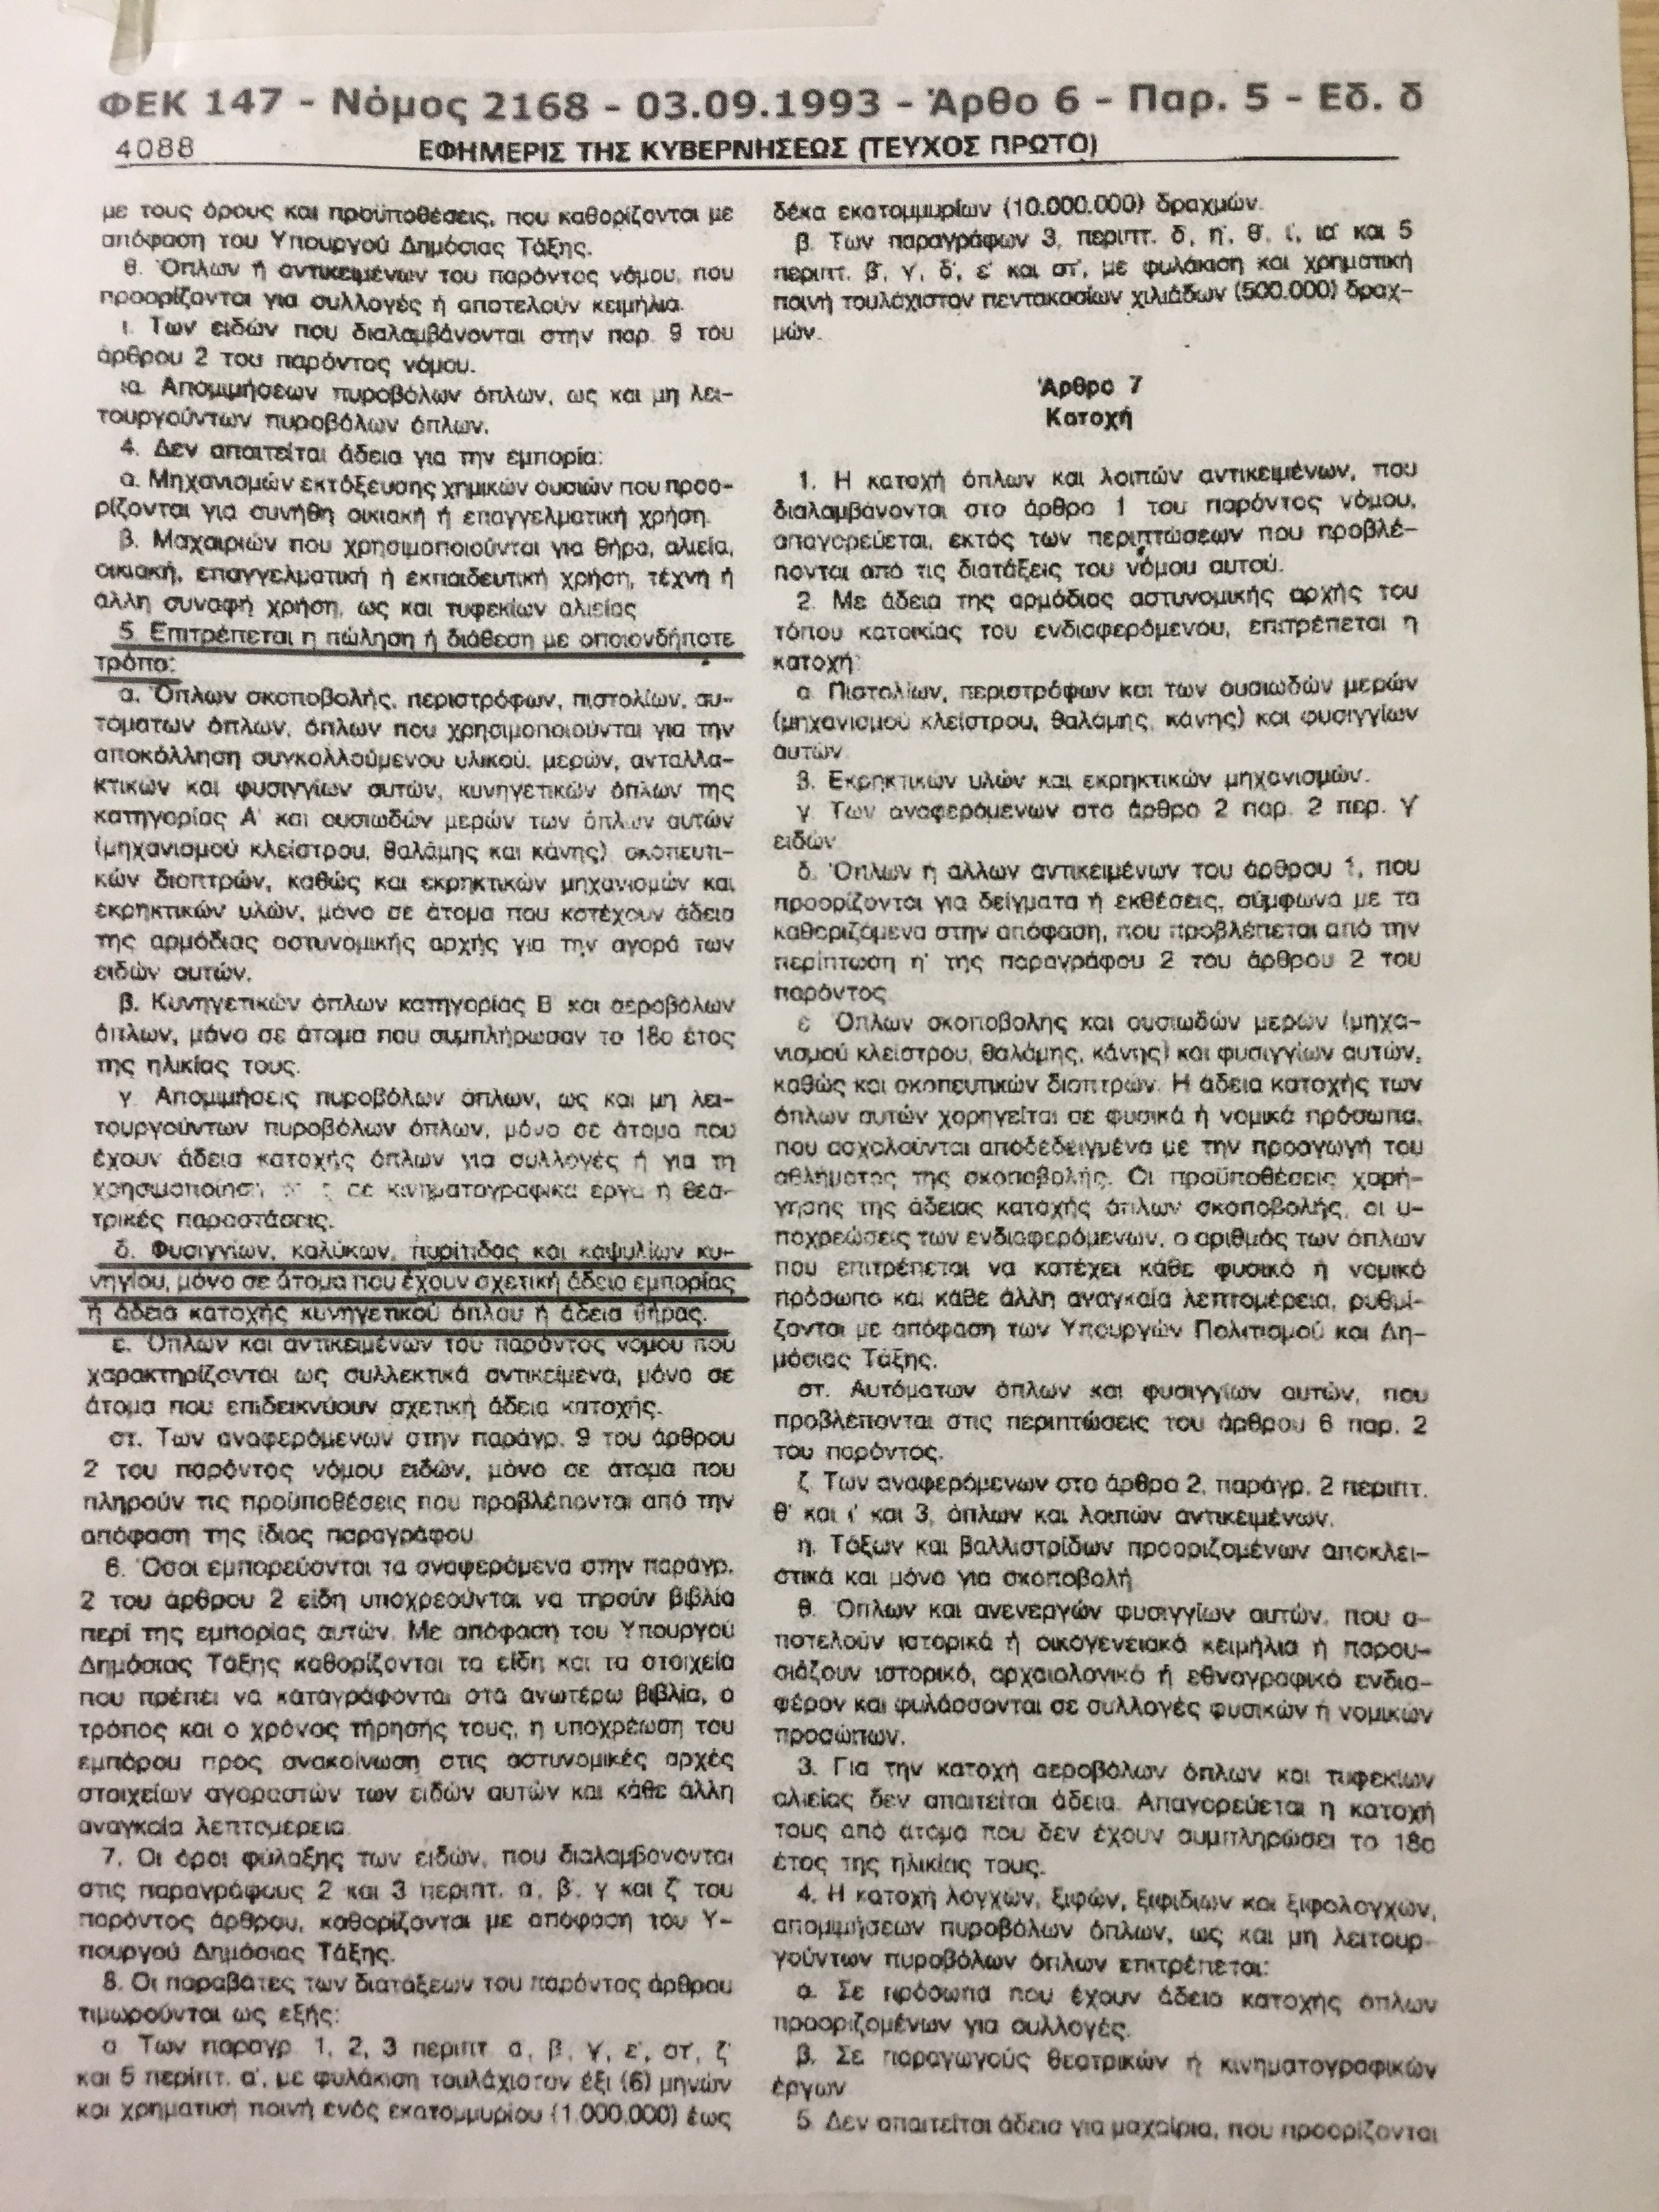 ΦΕΚ 147 - Νόμος 2168 - 03.09.1993 - Άρθο 6 - Παρ. 5 - Εδ. δ
4088 ΕΦΗΜΕΡΙΣ ΤΗΣ ΚΥΒΕΡΝΗΣΕΩΣ (ΤΕΥΧΟΣ ΠΡΩΤΟ)
με τους όρους και προϋποθέσεις, που καθορίζονται με
απόφαση του Υπουργού Δημόσιας Τάξης.
θ. Όπλων ή αντικειμένων του παρόντος νόμου, που
προορίζονται για συλλογές ή αποτελούν κειμήλια.
ι. Των ειδών που διαλαμβάνονται στην παρ. 9 του
άρθρου 2 του παρόντος νόμου.
ια. Απομιμήσεων πυροβόλων όπλων, ως και μη λει-
τουργούντων πυροβόλων όπλων.
4. Δεν απαιτείται άδεια για την εμπορία:
α. Μηχανισμών εκτόξευσης χημικών ουσιών που προο-
ρίζονται για συνήθη οικιακή ή επαγγελματική χρήση.
β. Μαχαιριών που χρησιμοποιούνται για θήρα, αλιεία,
οικιακή, επαγγελματική ή εκπαιδευτική χρήση, τέχνη ή
άλλη συναφή χρήση, ως και τυφεκίων αλιείας
5. Επιτρέπεται η πώληση ή διάθεση με οποιονδήποτε
τρόπο:
α. Όπλων σκοποβολής, περιστρόφων, πιστολίων, αυ-
τόματων όπλων, όπλων που χρησιμοποιούνται για την
αποκόλληση συγκολλούμενου υλικού, μερών, ανταλλα-
κτικών και φυσιγγίων αυτών, κυνηγετικών όπλων της
κατηγορίας Α' και ουσιωδών μερών των όπλων αυτών
(μηχανισμού κλείστρου, θαλάμης και κάνης) σκοπευτι-
κών διοπτρών, καθώς και εκρηκτικών μηχανισμών και
εκρηκτικών υλών, μόνο σε άτομα που κατέχουν άδεια
της αρμόδιας αστυνομικής αρχής για την αγορά των
ειδών αυτών.
β. Κυνηγετικών όπλων κατηγορίας Β' και αεροβόλων
όπλων, μόνο σε άτομα που συμπλήρωσαν το 18ο έτος
της ηλικίας τους.
γ. Απομιμήσεις πυροβόλων όπλων, ως και μη λει-
τουργούντων πυροβόλων όπλων, μόνο σε άτομα που
έχουν άδεια κατοχής όπλων για συλλογές ή για τη
σε κινηματογραφικά έργα ή θεα-
τρικές παραστάσεις.
δ. Φυσιγγίων, καλύκων, πυρίτιδας και καψυλίων κυ-
νηγίου, μόνο σε άτομα που έχουν σχετική άδεια εμπορίας
ή άδεια κατοχής κυνηγετικού όπλου ή άδεια θήρας.
ε. Όπλων και αντικειμένων του παρόντος νόμου που
χαρακτηρίζονται ως συλλεκτικά αντικείμενα, μόνο σε
άτομα που επιδεικνύουν σχετική άδεια κατοχής.
στ. Των αναφερόμενων στην παράγρ. 9 του άρθρου
2 του παρόντος νόμου ειδών, μόνο σε άτομα που
πληρούν τις προϋποθέσεις που προβλέπονται από την
απόφαση της ίδιας παραγράφου
6. Όσοι εμπορεύονται τα αναφερόμενα στην παράγρ.
2 του άρθρου 2 είδη υποχρεούνται να τηρούν βιβλία
περί της εμπορίας αυτών. Με απόφαση του Υπουργού
Δημόσιας Τάξης καθορίζονται τα είδη και τα στοιχεία
που πρέπει να καταγράφονται στα ανωτέρω βιβλία, ο
τρόπος και ο χρόνος τήρησής τους, η υποχρέωση του
εμπόρου προς ανακοίνωση στις αστυνομικές αρχές
στοιχείων αγοραστών των ειδών αυτών και κάθε άλλη
αναγκαία λεπτομέρεια.
7. Οι όροι φύλαξης των ειδών, που διαλαμβάνονται
στις παραγράφους 2 και 3 περιπτ. α', β', γ' και ζ' του
παρόντος άρθρου, καθορίζονται με απόφαση του Υ-
πουργού Δημόσιας Τάξης.
8. Οι παραβάτες των διατάξεων του παρόντος άρθρου
τιμωρούνται ως εξής:
α. Των παραγρ. 1, 2, 3 περιπτ. α', β', γ', ε', στ', ζ'
και 5 περίπτ. α', με φυλάκιση τουλάχιστον έξι (6) μηνών
και χρηματική ποινή ενός εκατομμυρίου (1.000.000) έως
δέκα εκατομμυρίων (10.000.000) δραχμών.
β. Των παραγράφων 3, περιπτ. δ', η', θ', ι', ια' και 5
περιπτ. β', γ', δ', ε' και στ', με φυλάκιση και χρηματική
ποινή τουλάχιστον πεντακοσίων χιλιάδων (500.000) δραχ-
μών.
Άρθρο 7
Κατοχή
1. Η κατοχή όπλων και λοιπών αντικειμένων, που
διαλαμβάνονται στο άρθρο 1 του παρόντος νόμου,
απαγορεύεται, εκτός των περιπτώσεων που προβλέ-
πονται από τις διατάξεις του νόμου αυτού.
2. Με άδεια της αρμόδιας αστυνομικής αρχής του
τόπου κατοικίας του ενδιαφερόμενου, επιτρέπεται η
κατοχή:
α. Πιστολίων, περιστρόφων και των ουσιωδών μερών
(μηχανισμού κλείστρου, θαλάμης, κάνης) και φυσιγγίων
αυτών.
β. Εκρηκτικών υλών και εκρηκτικών μηχανισμών.
γ. Των αναφερόμενων στο άρθρο 2 παρ. 2 περ. γ'
ειδών
δ. Όπλων ή άλλων αντικειμένων του άρθρου 1, που
προορίζονται για δείγματα ή εκθέσεις, σύμφωνα με τα
καθοριζόμενα στην απόφαση, που προβλέπεται από την
περίπτωση η' της παραγράφου 2 του άρθρου 2 του
παρόντος
ε. Όπλων σκοποβολής και ουσιωδών μερών (μηχα-
νισμού κλείστρου, θαλάμης, κάνης) και φυσιγγίων αυτών,
καθώς και σκοπευτικών διοπτρών. Η άδεια κατοχής των
όπλων αυτών χορηγείται σε φυσικά ή νομικά πρόσωπα,
που ασχολούνται αποδεδειγμένα με την προαγωγή του
αθλήματος της σκοποβολής. Οι προϋποθέσεις χορή-
γησης της άδειας κατοχής όπλων σκοποβολής, οι υ-
ποχρεώσεις των ενδιαφερόμενων, ο αριθμός των όπλων
που επιτρέπεται να κατέχει κάθε φυσικό ή νομικό
πρόσωπο και κάθε άλλη αναγκαία λεπτομέρεια, ρυθμί-
ζονται με απόφαση των Υπουργών Πολιτισμού και Δη-
μόσιας Τάξης.
στ. Αυτόματων όπλων και φυσιγγίων αυτών, που
προβλέπονται στις περιπτώσεις του άρθρου 6 παρ. 2
του παρόντος.
ζ. Των αναφερόμενων στο άρθρο 2, παράγρ. 2 περιπτ.
θ' και ι' και 3, όπλων και λοιπών αντικειμένων.
η. Τόξων και βαλλιστρίδων προοριζομένων αποκλει-
στικά και μόνο για σκοποβολή
θ. Όπλων και ανενεργών φυσιγγίων αυτών, που α-
ποτελούν ιστορικά ή οικογενειακά κειμήλια ή παρου-
σιάζουν ιστορικό, αρχαιολογικό ή εθνογραφικό ενδια-
φέρον και φυλάσσονται σε συλλογές φυσικών ή νομικών
προσώπων.
3. Για την κατοχή αεροβόλων όπλων και τυφεκίων
αλιείας δεν απαιτείται άδεια. Απαγορεύεται η κατοχή
τους από άτομα που δεν έχουν συμπληρώσει το 18ο
έτος της ηλικίας τους.
4. Η κατοχή λογχών, ξιφών, ξιφιδίων και ξιφολογχών,
απομιμήσεων πυροβόλων όπλων, ως και μη λειτουρ-
γούντων πυροβόλων όπλων επιτρέπεται:
α. Σε πρόσωπα που έχουν άδεια κατοχής όπλων
προοριζομένων για συλλογές.
β. Σε παραγωγούς θεατρικών ή κινηματογραφικών
έργων
5. Δεν απαιτείται άδεια για μαχαίρια, που προορίζονται